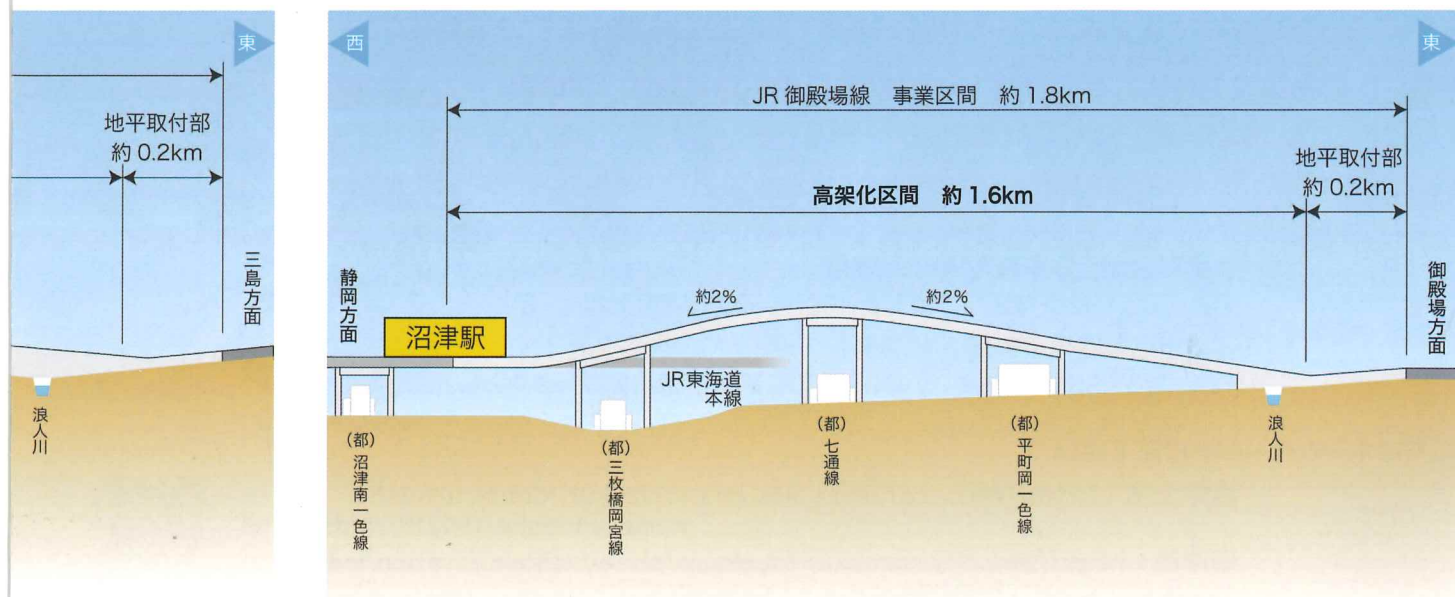 東
地平取付部
約 0.2km
三島方面
浪人川
西
東
JR 御殿場線　事業区間　約 1.8km
地平取付部
約 0.2km
高架化区間　約 1.6km
静岡方面
御殿場方面
約2%
約2%
沼津駅
JR東海道
本線
(都) 沼津南一色線
(都) 三枚橋岡宮線
(都) 七通線
(都) 平町岡一色線
浪人川